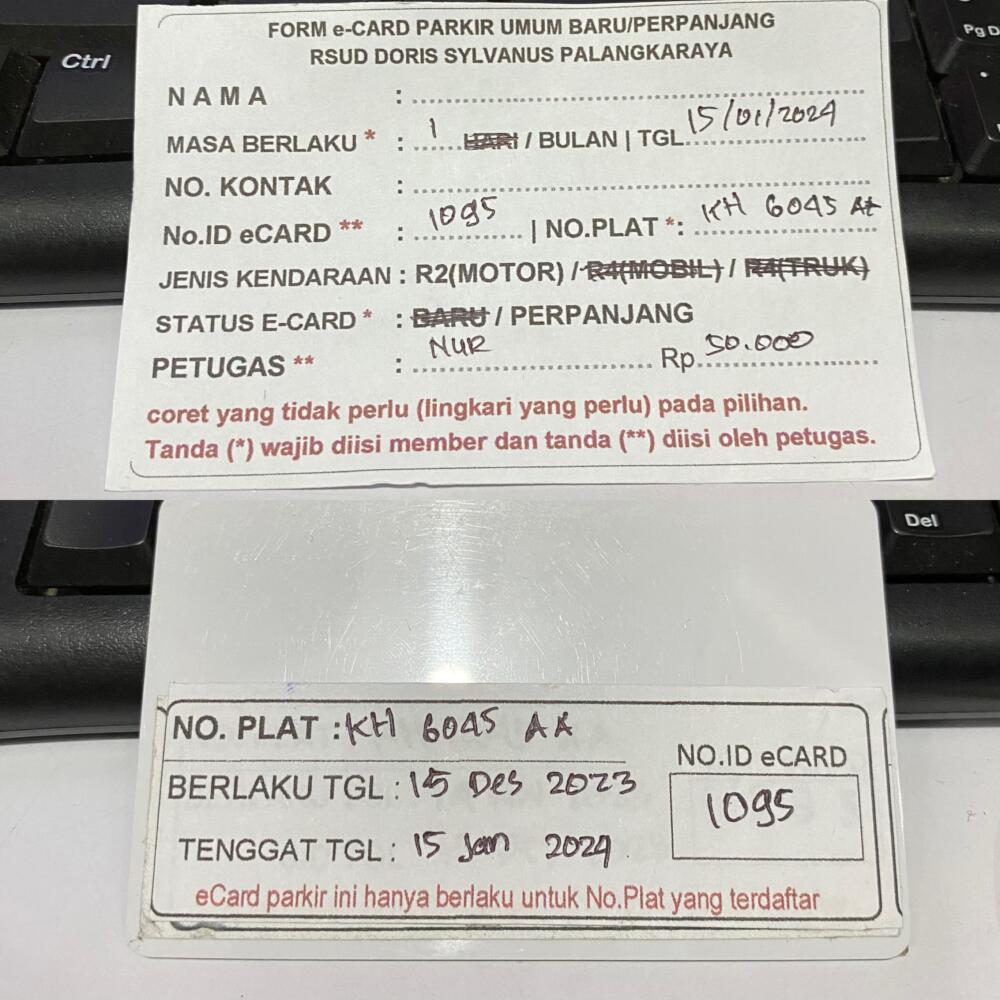 Ctrl
Pg D
FORM e-CARD PARKIR UMUM BARU/PERPANJANG
RSUD DORIS SYLVANUS PALANGKARAYA
NAMA :
MASA BERLAKU * : 1 HARI / BULAN | TGL 15/01/2024
NO. KONTAK :
No.ID eCARD ** : 1095 | NO.PLAT *: KH 6045 AA
JENIS KENDARAAN : R2(MOTOR) / R4(MOBIL) / R4(TRUK)
STATUS E-CARD * : BARU / PERPANJANG
PETUGAS ** : NUR Rp 50.000
coret yang tidak perlu (lingkari yang perlu) pada pilihan.
Tanda (*) wajib diisi member dan tanda (**) diisi oleh petugas.
Del
NO. PLAT : KH 6045 AA
NO.ID eCARD
BERLAKU TGL : 15 Des 2023
1095
TENGGAT TGL : 15 Jan 2024
eCard parkir ini hanya berlaku untuk No.Plat yang terdaftar